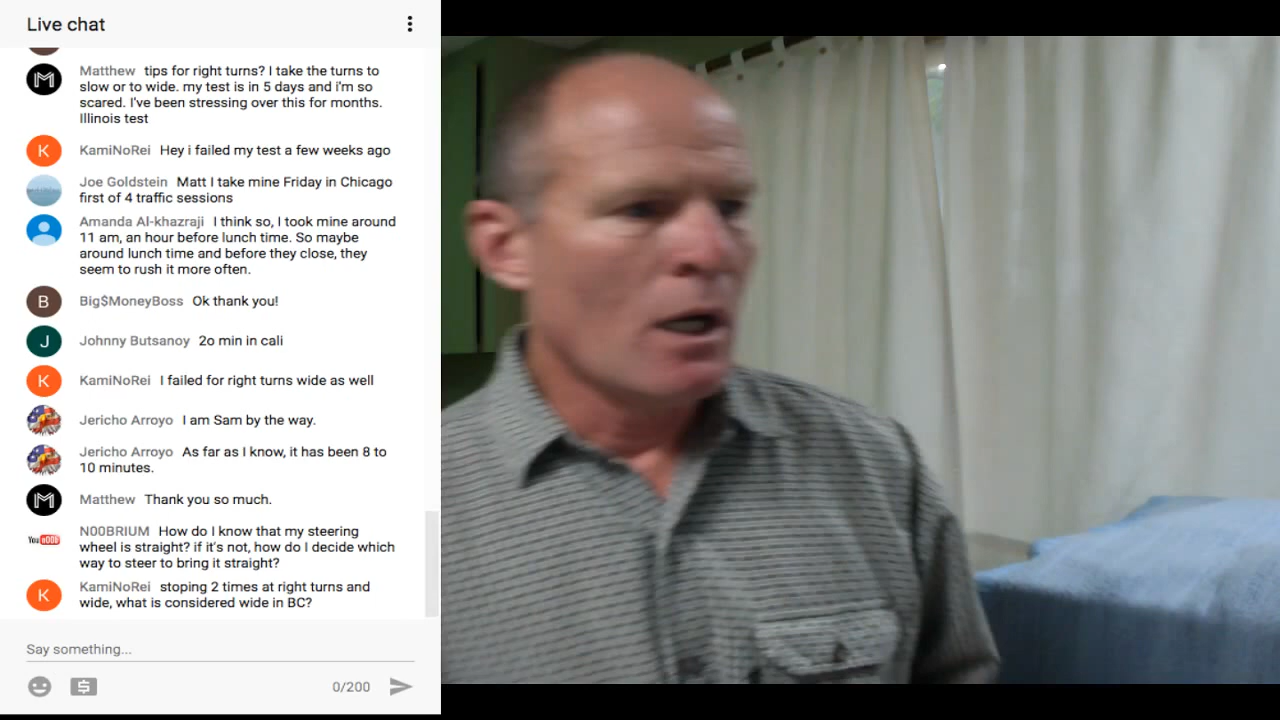 Live chat
Matthew tips for right turns? I take the turns to
slow or to wide. my test is in 5 days and i'm so
scared. I've been stressing over this for months.
Illinois test
K KamiNoRei Hey i failed my test a few weeks ago
Joe Goldstein Matt I take mine Friday in Chicago
first of 4 traffic sessions
Amanda Al-khazraji I think so, I took mine around
11 am, an hour before lunch time. So maybe
around lunch time and before they close, they
seem to rush it more often.
B Big$MoneyBoss Ok thank you!
J Johnny Butsanoy 2o min in cali
K KamiNoRei I failed for right turns wide as well
Jericho Arroyo I am Sam by the way.
Jericho Arroyo As far as I know, it has been 8 to
10 minutes.
M Matthew Thank you so much.
You n00b N00BRIUM How do I know that my steering
wheel is straight? if it's not, how do I decide which
way to steer to bring it straight?
K KamiNoRei stoping 2 times at right turns and
wide, what is considered wide in BC?
Say something...
0/200